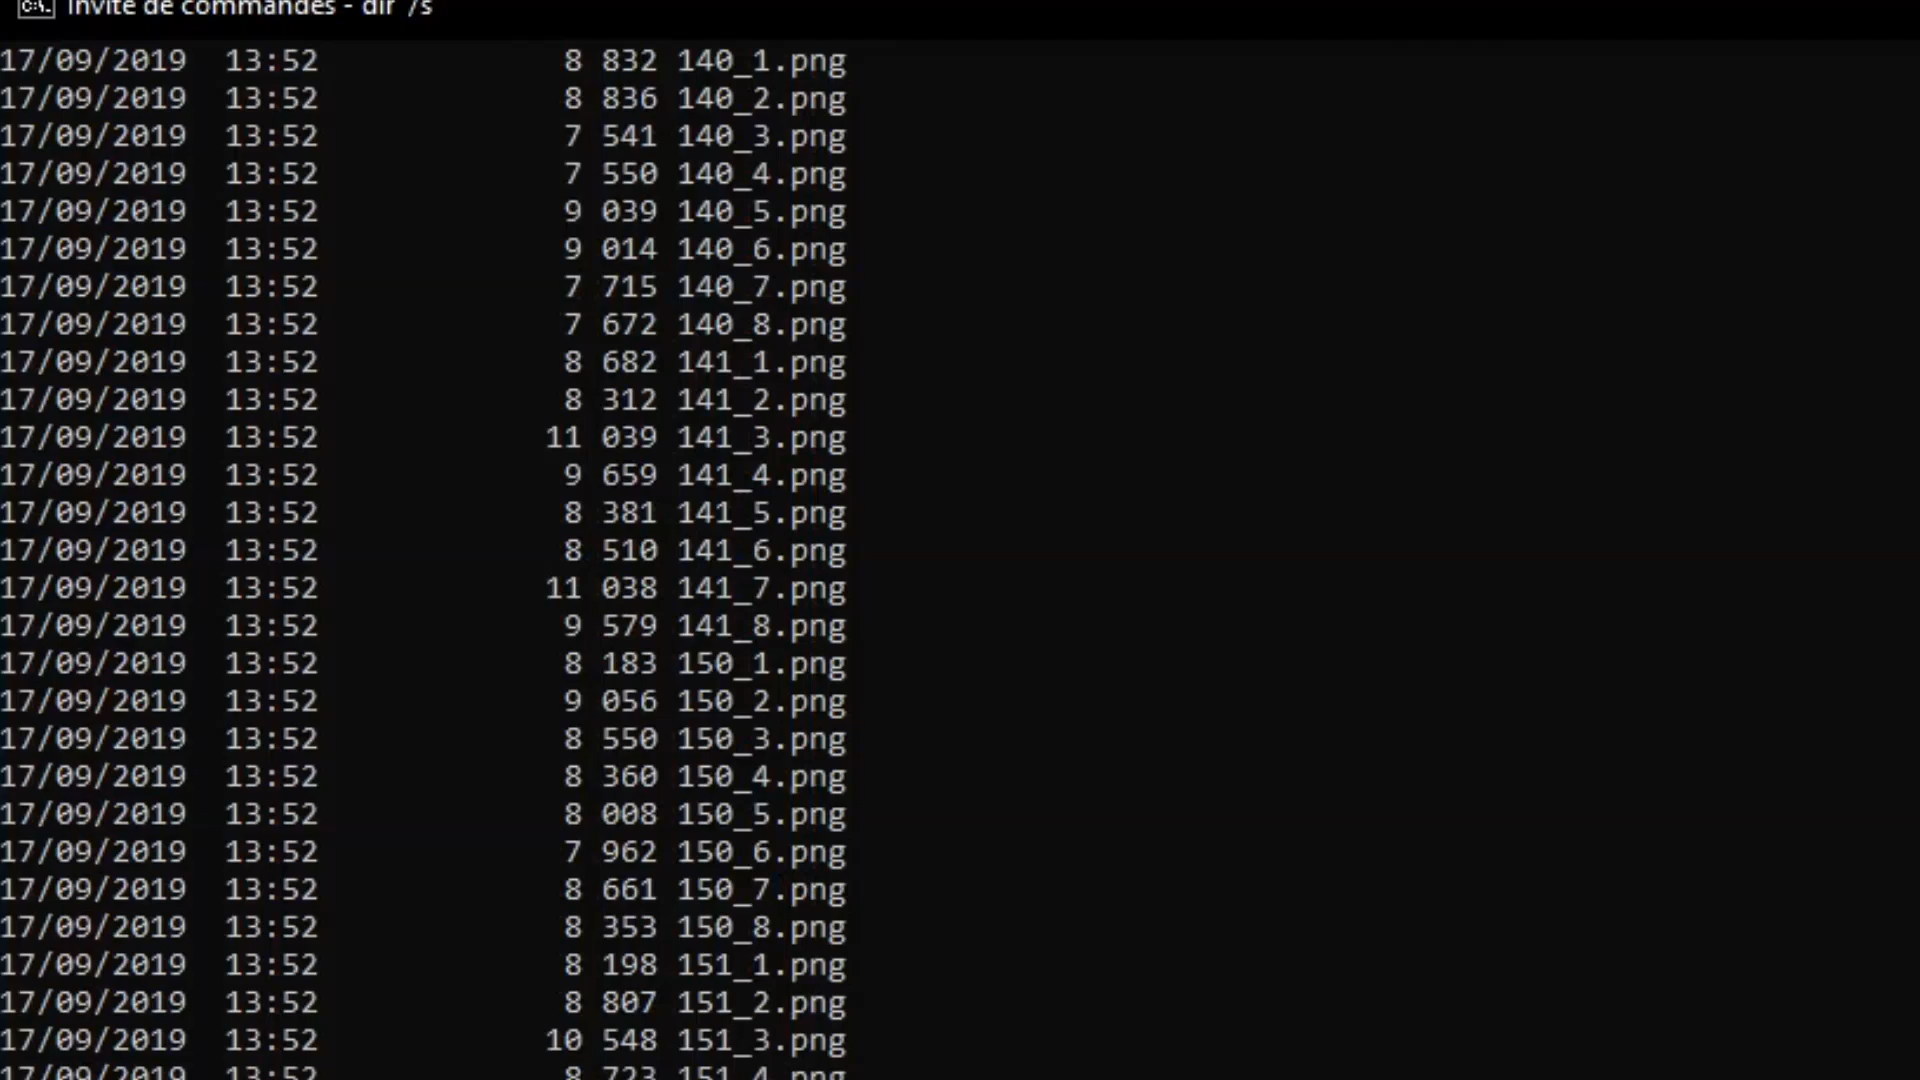 Invite de commandes - dir /s
17/09/2019 13:52 8 832 140_1.png
17/09/2019 13:52 8 836 140_2.png
17/09/2019 13:52 7 541 140_3.png
17/09/2019 13:52 7 550 140_4.png
17/09/2019 13:52 9 039 140_5.png
17/09/2019 13:52 9 014 140_6.png
17/09/2019 13:52 7 715 140_7.png
17/09/2019 13:52 7 672 140_8.png
17/09/2019 13:52 8 682 141_1.png
17/09/2019 13:52 8 312 141_2.png
17/09/2019 13:52 11 039 141_3.png
17/09/2019 13:52 9 659 141_4.png
17/09/2019 13:52 8 381 141_5.png
17/09/2019 13:52 8 510 141_6.png
17/09/2019 13:52 11 038 141_7.png
17/09/2019 13:52 9 579 141_8.png
17/09/2019 13:52 8 183 150_1.png
17/09/2019 13:52 9 056 150_2.png
17/09/2019 13:52 8 550 150_3.png
17/09/2019 13:52 8 360 150_4.png
17/09/2019 13:52 8 008 150_5.png
17/09/2019 13:52 7 962 150_6.png
17/09/2019 13:52 8 661 150_7.png
17/09/2019 13:52 8 353 150_8.png
17/09/2019 13:52 8 198 151_1.png
17/09/2019 13:52 8 807 151_2.png
17/09/2019 13:52 10 548 151_3.png
17/09/2019 13:52 8 723 151_4.png